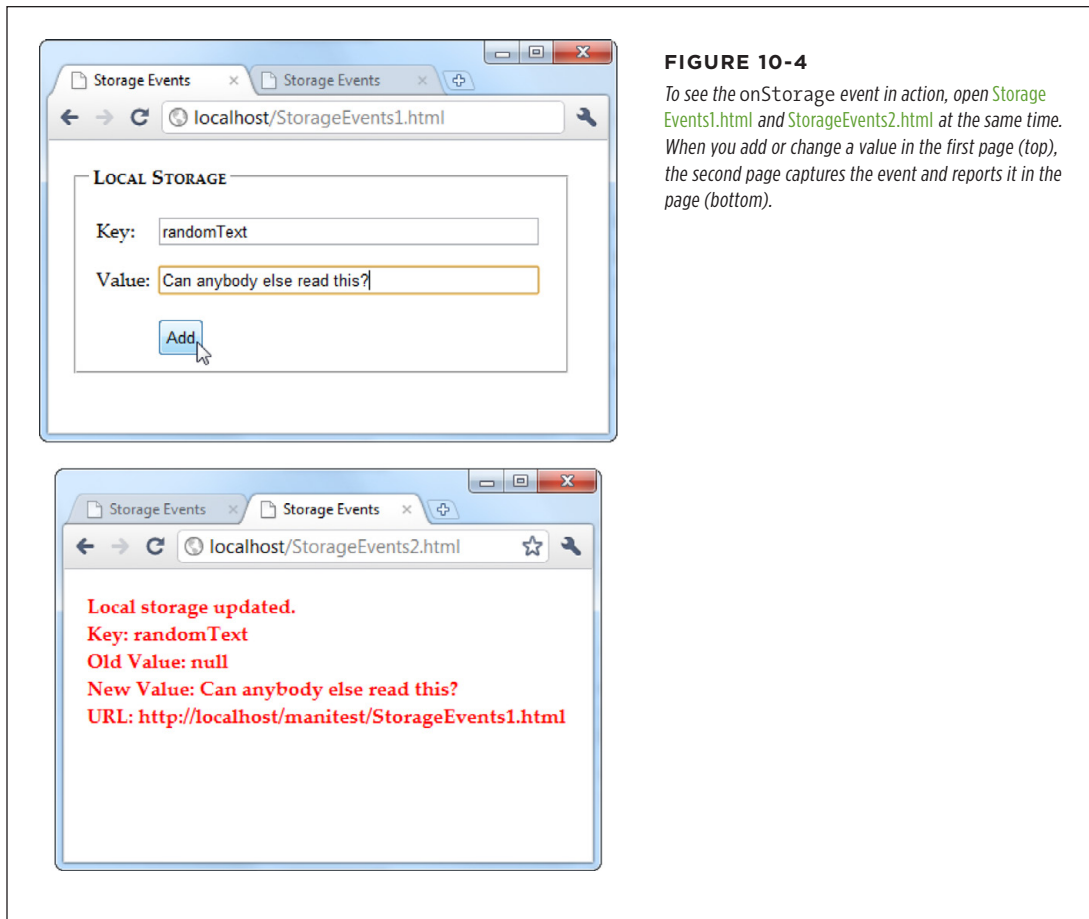 Storage Events
Storage Events
localhost/StorageEvents1.html
LOCAL STORAGE
Key: randomText
Value: Can anybody else read this?
Add
FIGURE 10-4
To see the onStorage event in action, open Storage
Events1.html and StorageEvents2.html at the same time.
When you add or change a value in the first page (top),
the second page captures the event and reports it in the
page (bottom).
Storage Events
Storage Events
localhost/StorageEvents2.html
Local storage updated.
Key: randomText
Old Value: null
New Value: Can anybody else read this?
URL: http://localhost/manitest/StorageEvents1.html